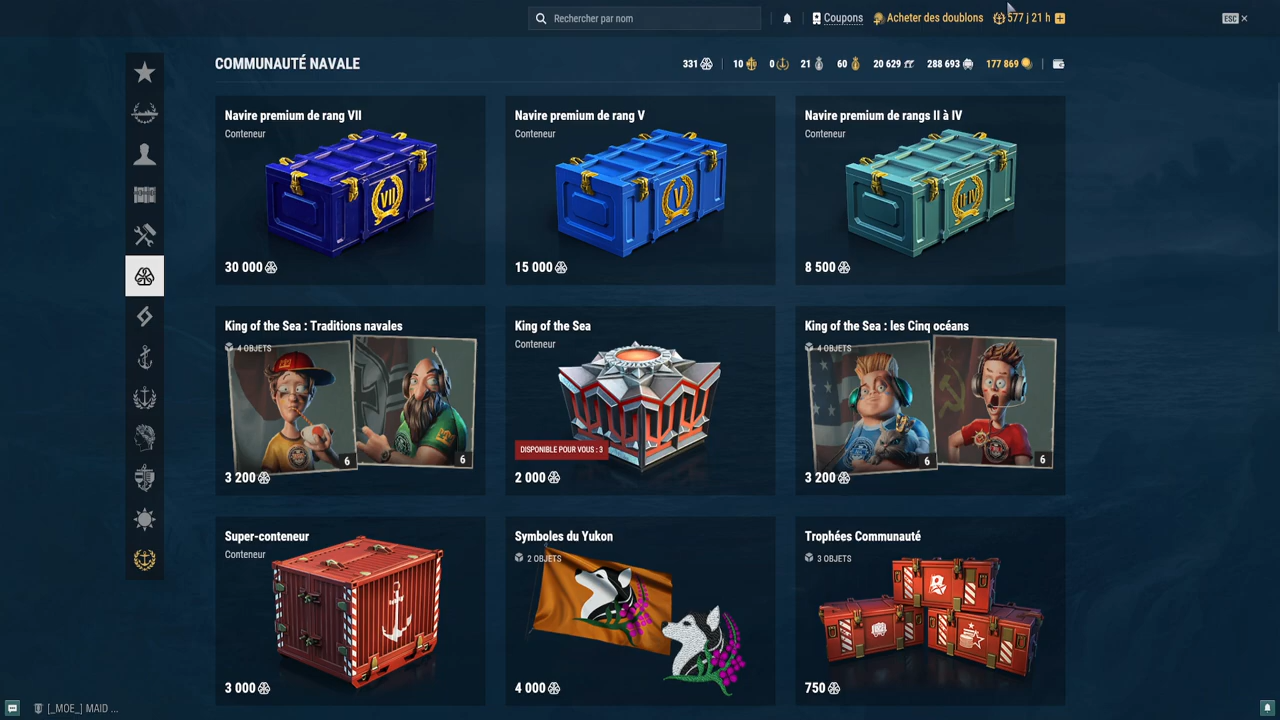 Rechercher par nom
Coupons
Acheter des doublons
577 j 21 h
ESC
COMMUNAUTÉ NAVALE
331
10
0
21
60
20 629
288 693
177 869
Navire premium de rang VII
Conteneur
VII
30 000
Navire premium de rang V
Conteneur
V
15 000
Navire premium de rangs II à IV
Conteneur
II-IV
8 500
King of the Sea : Traditions navales
4 OBJETS
6
6
3 200
King of the Sea
Conteneur
DISPONIBLE POUR VOUS : 3
2 000
King of the Sea : les Cinq océans
4 OBJETS
6
6
3 200
Super-conteneur
Conteneur
3 000
Symboles du Yukon
2 OBJETS
4 000
Trophées Communauté
3 OBJETS
750
[_MOE_] MAID ...